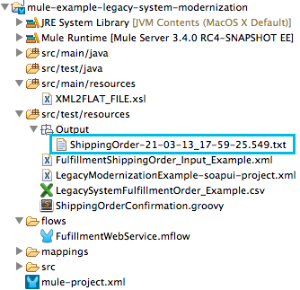 mule-example-legacy-system-modernization
JRE System Library [JVM Contents (MacOS X Default)]
Mule Runtime [Mule Server 3.4.0 RC4-SNAPSHOT EE]
src/main/java
src/test/java
src/main/resources
XML2FLAT_FILE.xsl
src/test/resources
Output
ShippingOrder-21-03-13_17-59-25.549.txt
FulfillmentShippingOrder_Input_Example.xml
LegacyModernizationExample-soapui-project.xml
LegacySystemFulfillmentOrder_Example.csv
ShippingOrderConfirmation.groovy
flows
FufillmentWebService.mflow
mappings
src
mule-project.xml